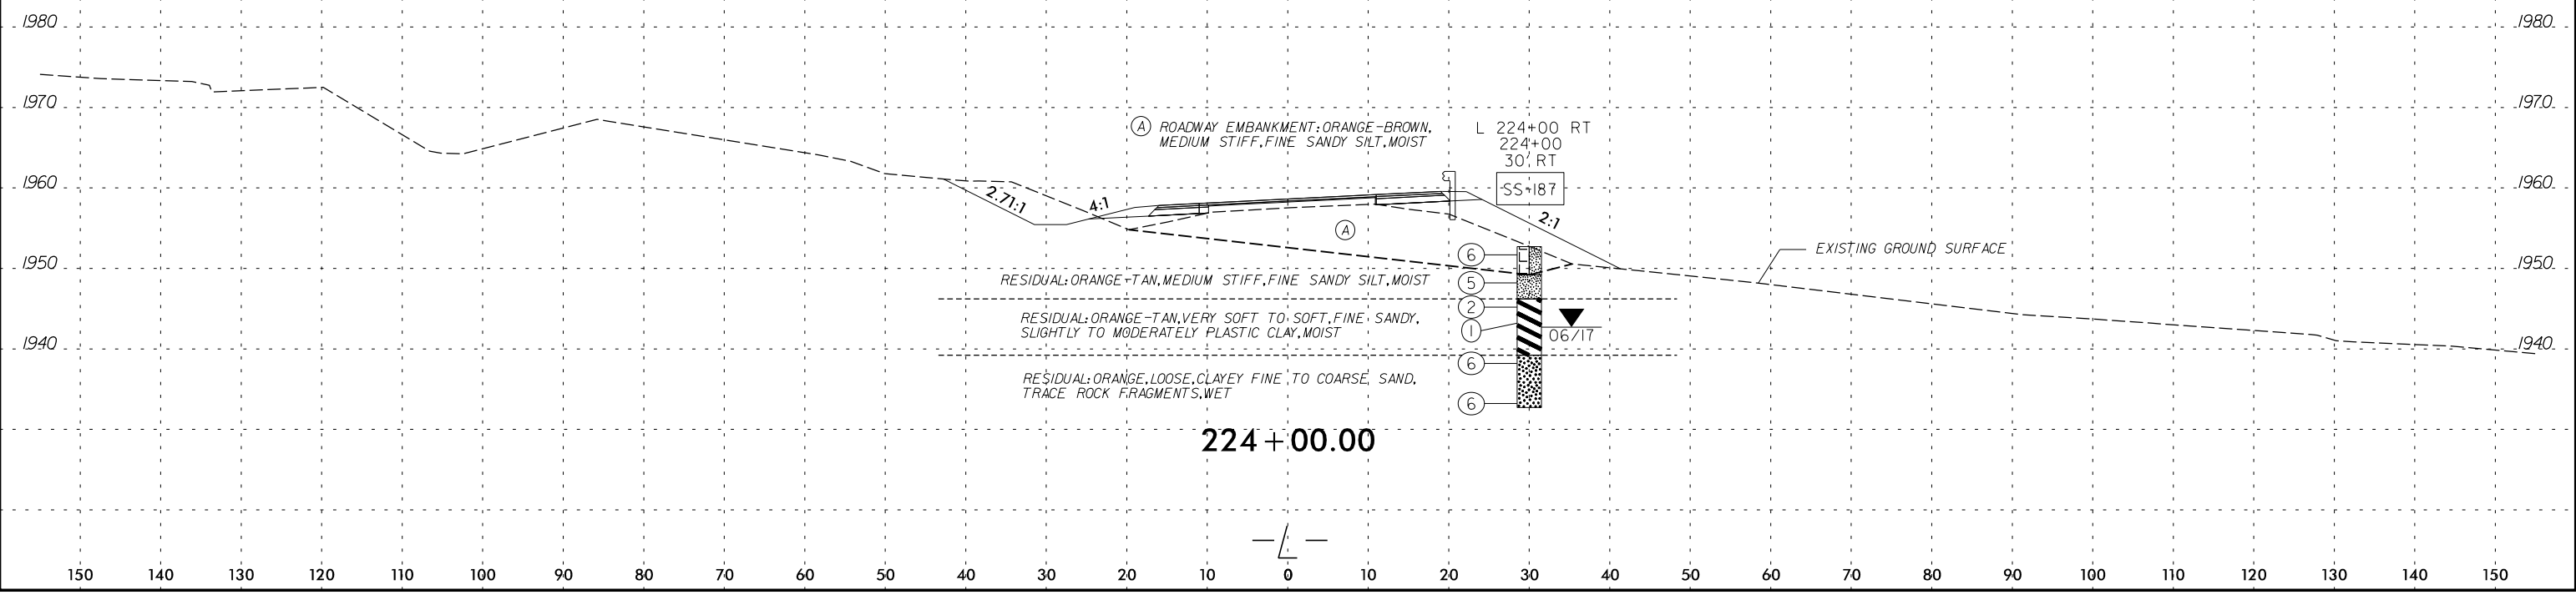 1980 1980
1970 1970
Ⓐ ROADWAY EMBANKMENT: ORANGE-BROWN,
MEDIUM STIFF, FINE SANDY SILT, MOIST
L 224+00 RT
224+00
30' RT
SS-187
1960 1960
2.71:1
4:1
2:1
Ⓐ
EXISTING GROUND SURFACE
1950 1950
6
RESIDUAL: ORANGE-TAN, MEDIUM STIFF, FINE SANDY SILT, MOIST
5
2
RESIDUAL: ORANGE-TAN, VERY SOFT TO SOFT, FINE SANDY,
SLIGHTLY TO MODERATELY PLASTIC CLAY, MOIST
1
06/17
1940 1940
6
RESIDUAL: ORANGE, LOOSE, CLAYEY FINE TO COARSE SAND,
TRACE ROCK FRAGMENTS, WET
6
224+00.00
-L-
150 140 130 120 110 100 90 80 70 60 50 40 30 20 10 0 10 20 30 40 50 60 70 80 90 100 110 120 130 140 150